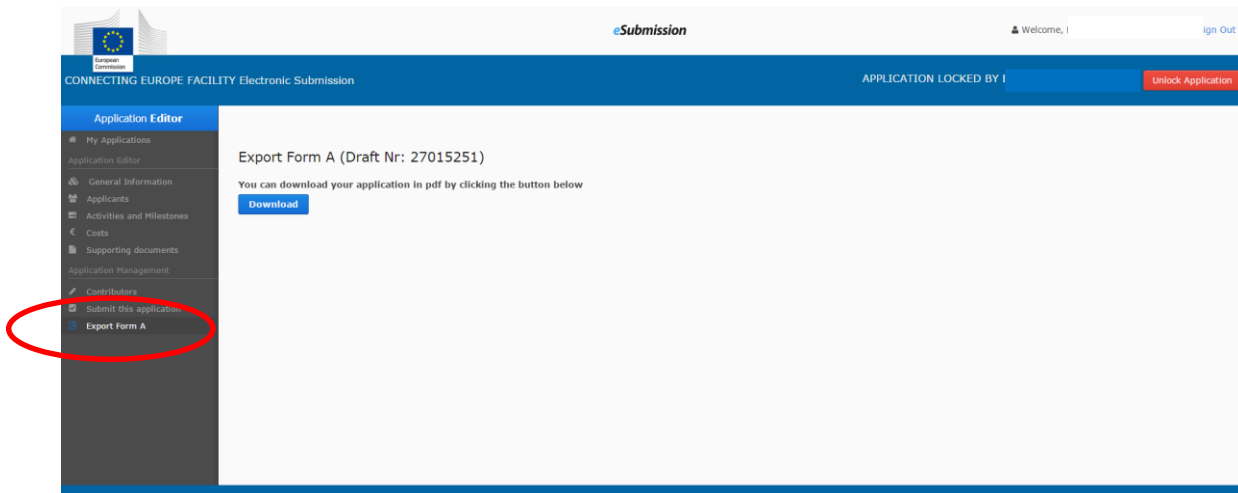 eSubmission
Welcome,
ign Out
European
Commission
CONNECTING EUROPE FACILITY Electronic Submission
APPLICATION LOCKED BY
Unlock Application
Application Editor
My Applications
Application Editor
General Information
Applicants
Activities and Milestones
€ Costs
Supporting documents
Application Management
Contributors
Submit this application
Export Form A
Export Form A (Draft Nr: 27015251)
You can download your application in pdf by clicking the button below
Download